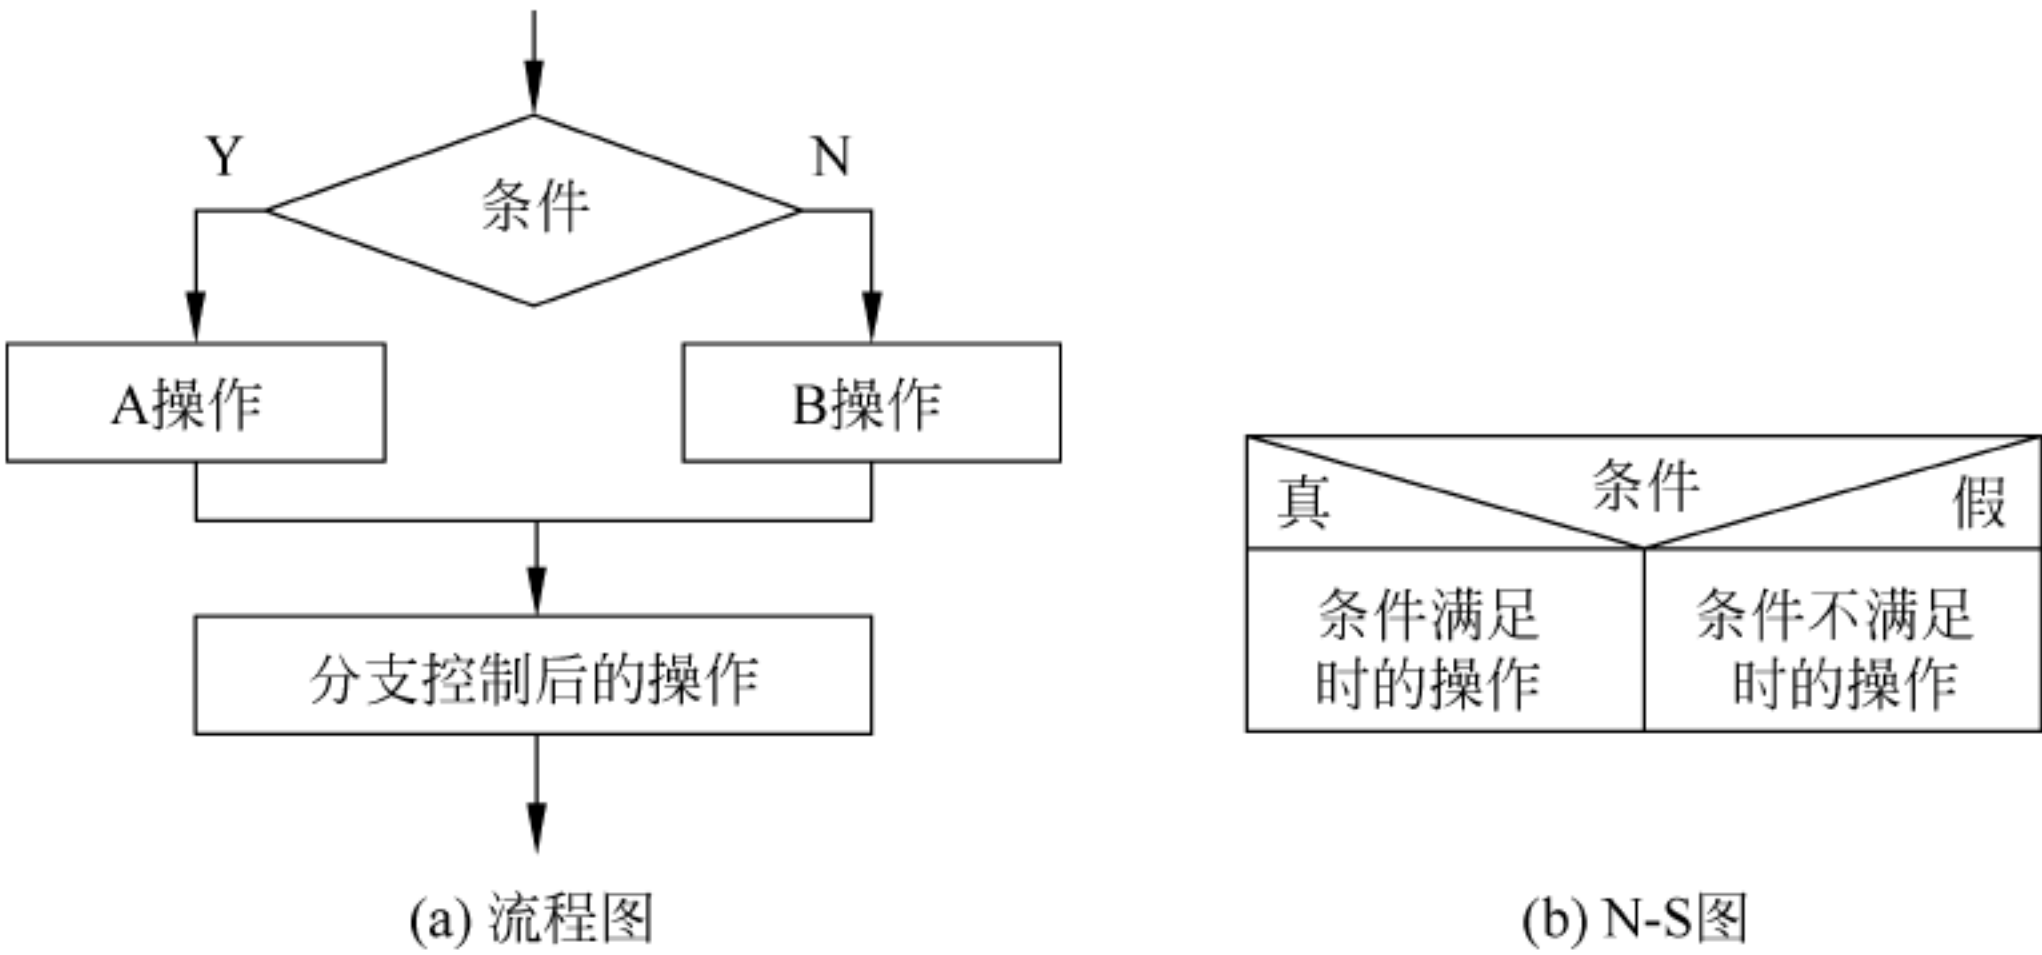 Y
N
条件
A操作
B操作
分支控制后的操作
(a) 流程图
条件
真
假
条件满足
时的操作
条件不满足
时的操作
(b) N-S图